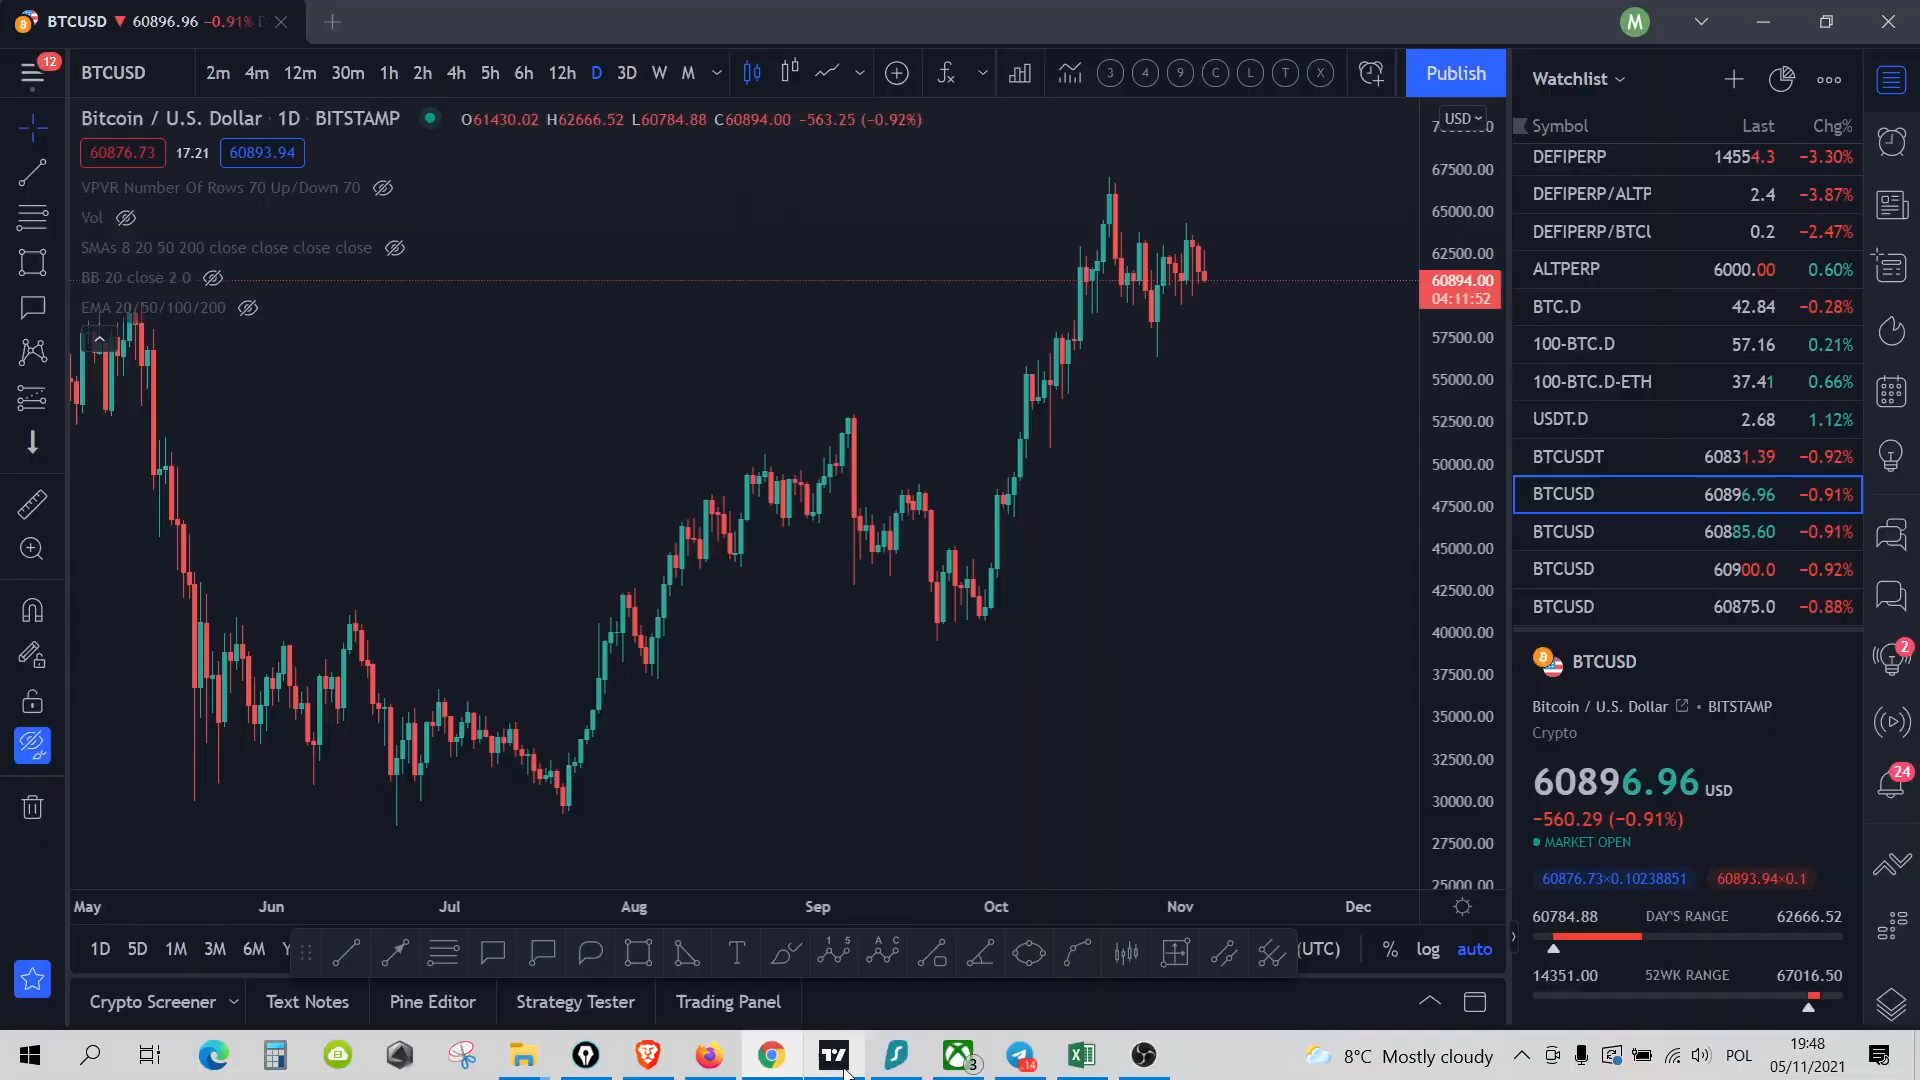 BTCUSD ▼ 60896.96 −0.91%
M
12
BTCUSD 2m 4m 12m 30m 1h 2h 4h 5h 6h 12h D 3D W M
3 4 9 C L T X
Publish
Bitcoin / U.S. Dollar · 1D · BITSTAMP O61430.02 H62666.52 L60784.88 C60894.00 −563.25 (−0.92%)
60876.73 17.21 60893.94
VPVR Number Of Rows 70 Up/Down 70
Vol
SMAs 8 20 50 200 close close close close
BB 20 close 2 0
EMA 20/50/100/200
USD
67500.00
65000.00
62500.00
60894.00
04:11:52
57500.00
55000.00
52500.00
50000.00
47500.00
45000.00
42500.00
40000.00
37500.00
35000.00
32500.00
30000.00
27500.00
25000.00
May Jun Jul Aug Sep Oct Nov Dec
1D 5D 1M 3M 6M Y
T
1 5
A C
(UTC) % log auto
Crypto Screener Text Notes Pine Editor Strategy Tester Trading Panel
Watchlist
Symbol Last Chg%
DEFIPERP 14554.3 −3.30%
DEFIPERP/ALTP 2.4 −3.87%
DEFIPERP/BTCU 0.2 −2.47%
ALTPERP 6000.00 0.60%
BTC.D 42.84 −0.28%
100-BTC.D 57.16 0.21%
100-BTC.D-ETH 37.41 0.66%
USDT.D 2.68 1.12%
BTCUSDT 60831.39 −0.92%
BTCUSD 60896.96 −0.91%
BTCUSD 60885.60 −0.91%
BTCUSD 60900.0 −0.92%
BTCUSD 60875.0 −0.88%
BTCUSD
Bitcoin / U.S. Dollar • BITSTAMP
Crypto
60896.96 USD
−560.29 (−0.91%)
MARKET OPEN
60876.73×0.10238851 60893.94×0.1
60784.88 DAY'S RANGE 62666.52
14351.00 52WK RANGE 67016.50
2
24
3
14
8°C Mostly cloudy
POL
19:48
05/11/2021